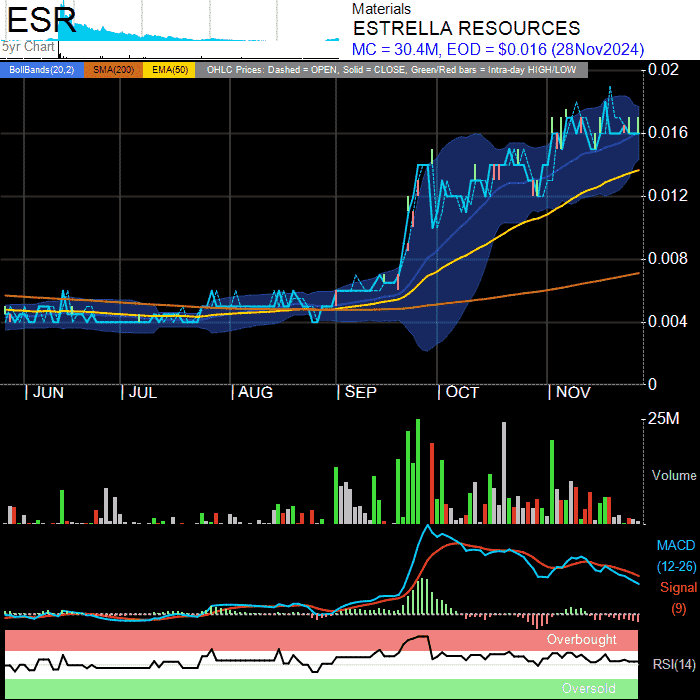 ESR
5yr Chart
Materials
ESTRELLA RESOURCES
MC = 30.4M, EOD = $0.016 (28Nov2024)
BollBands(20,2) SMA(200) EMA(50) OHLC Prices: Dashed = OPEN, Solid = CLOSE, Green/Red bars = Intra-day HIGH/LOW
0.02
0.016
0.012
0.008
0.004
0
JUN JUL AUG SEP OCT NOV
25M
Volume
MACD
(12-26)
Signal
(9)
Overbought
RSI(14)
Oversold